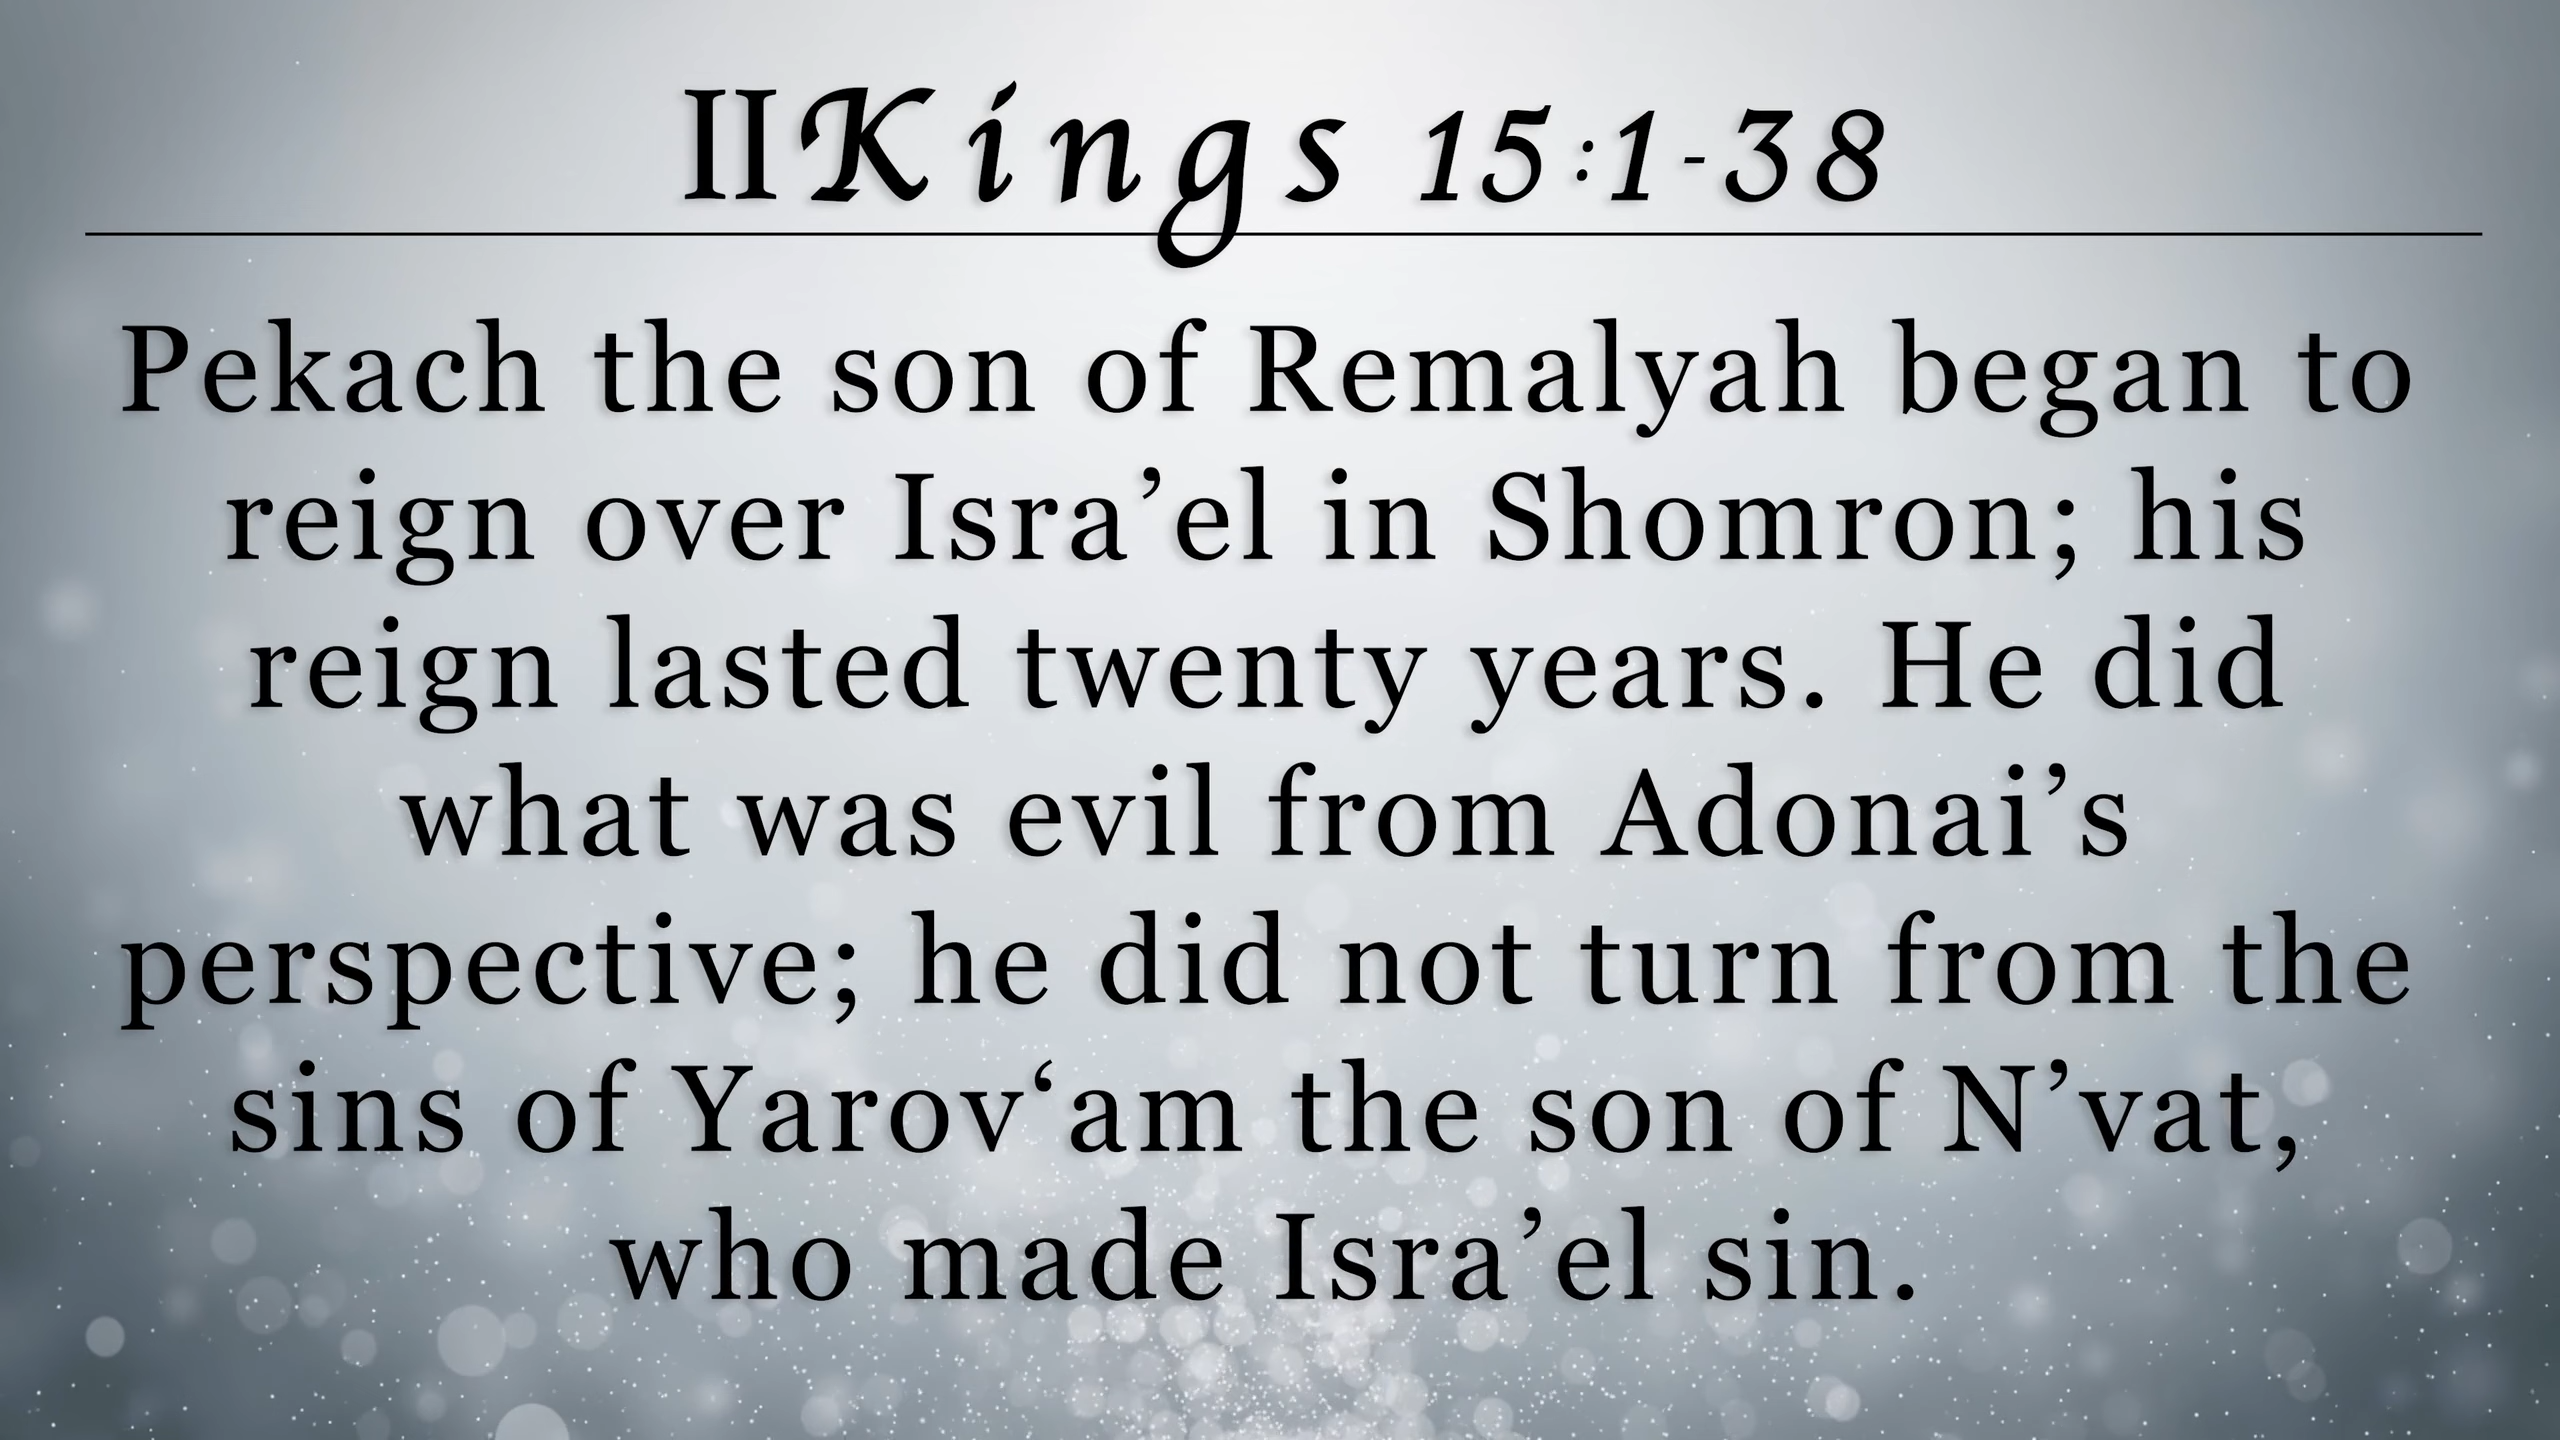 II Kings 15:1-38
Pekach the son of Remalyah began to
reign over Isra’el in Shomron; his
reign lasted twenty years. He did
what was evil from Adonai’s
perspective; he did not turn from the
sins of Yarov‘am the son of N’vat,
who made Isra’el sin.